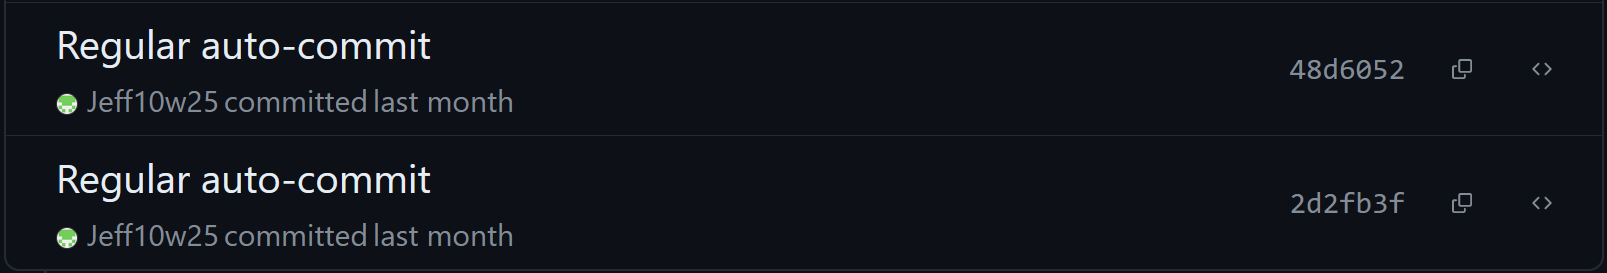 Regular auto-commit
Jeff10w25 committed last month
48d6052
Regular auto-commit
Jeff10w25 committed last month
2d2fb3f